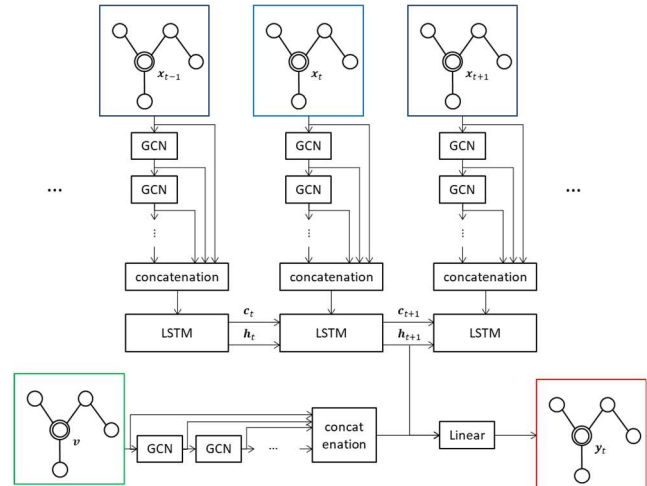 x_{t-1}
x_t
x_{t+1}
GCN
GCN
GCN
...
GCN
GCN
GCN
...
...
...
...
concatenation
concatenation
concatenation
c_t
c_{t+1}
LSTM
h_t
LSTM
h_{t+1}
LSTM
v
GCN
GCN
...
concat
enation
Linear
y_t